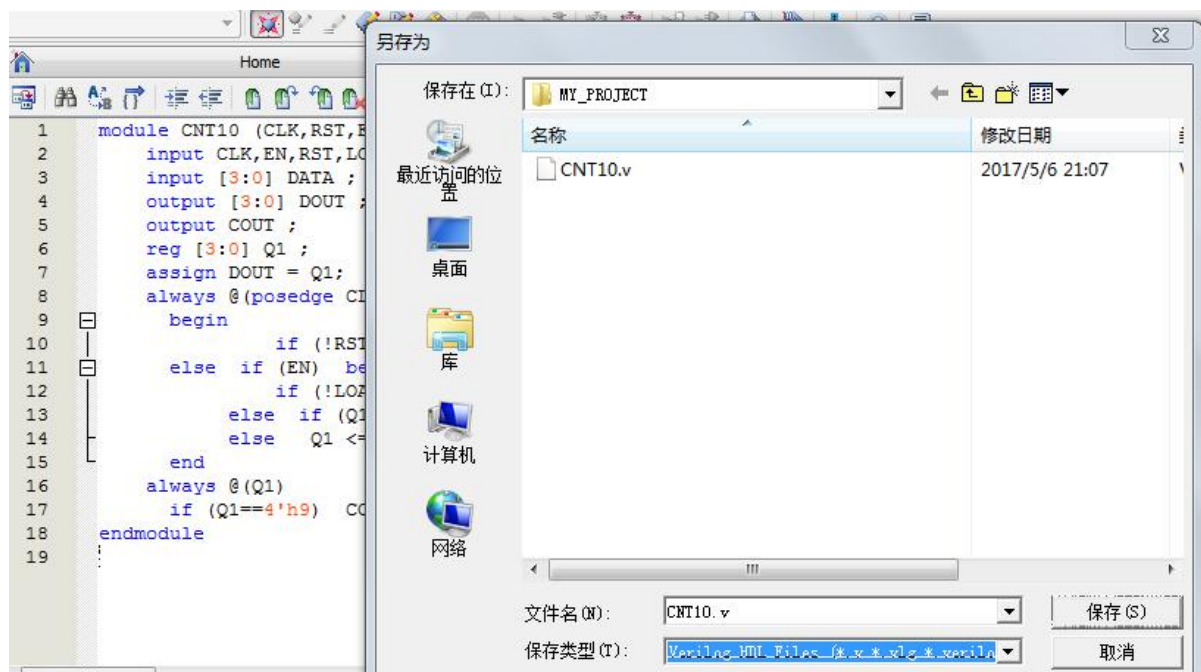 Home
1 module CNT10 (CLK,RST,
2 input CLK,EN,RST,
3 input [3:0] DATA ;
4 output [3:0] DOUT ;
5 output COUT ;
6 reg [3:0] Q1 ;
7 assign DOUT = Q1;
8 always @(posedge
9 begin
10 if (!RST
11 else if (EN)
12 if (!
13 else if (Q1
14 else Q1 <=
15 end
16 always @(Q1)
17 if (Q1==4'h9)
18 endmodule
19
另存为
保存在(I):
MY_PROJECT
名称 修改日期
CNT10.v 2017/5/6 21:07
最近访问的位置
桌面
库
计算机
网络
文件名(N): CNT10.v 保存(S)
保存类型(T): Verilog HDL Files (*.v *.vlg *.verilo 取消